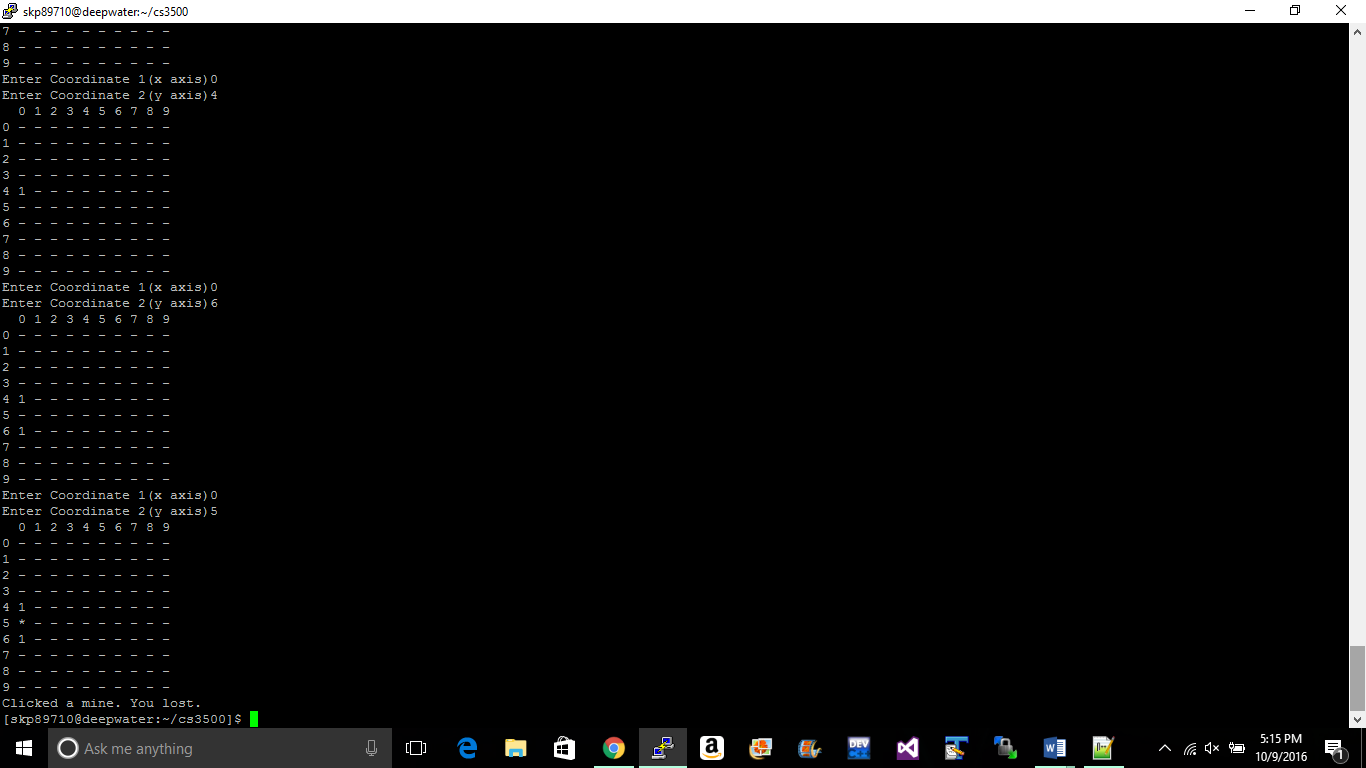 skp89710@deepwater:~/cs3500
7 - - - - - - - - - -
8 - - - - - - - - - -
9 - - - - - - - - - -
Enter Coordinate 1(x axis)0
Enter Coordinate 2(y axis)4
  0 1 2 3 4 5 6 7 8 9
0 - - - - - - - - - -
1 - - - - - - - - - -
2 - - - - - - - - - -
3 - - - - - - - - - -
4 1 - - - - - - - - -
5 - - - - - - - - - -
6 - - - - - - - - - -
7 - - - - - - - - - -
8 - - - - - - - - - -
9 - - - - - - - - - -
Enter Coordinate 1(x axis)0
Enter Coordinate 2(y axis)6
  0 1 2 3 4 5 6 7 8 9
0 - - - - - - - - - -
1 - - - - - - - - - -
2 - - - - - - - - - -
3 - - - - - - - - - -
4 1 - - - - - - - - -
5 - - - - - - - - - -
6 1 - - - - - - - - -
7 - - - - - - - - - -
8 - - - - - - - - - -
9 - - - - - - - - - -
Enter Coordinate 1(x axis)0
Enter Coordinate 2(y axis)5
  0 1 2 3 4 5 6 7 8 9
0 - - - - - - - - - -
1 - - - - - - - - - -
2 - - - - - - - - - -
3 - - - - - - - - - -
4 1 - - - - - - - - -
5 * - - - - - - - - -
6 1 - - - - - - - - -
7 - - - - - - - - - -
8 - - - - - - - - - -
9 - - - - - - - - - -
Clicked a mine. You lost.
[skp89710@deepwater:~/cs3500]$
Ask me anything
DEV
5:15 PM
10/9/2016
1